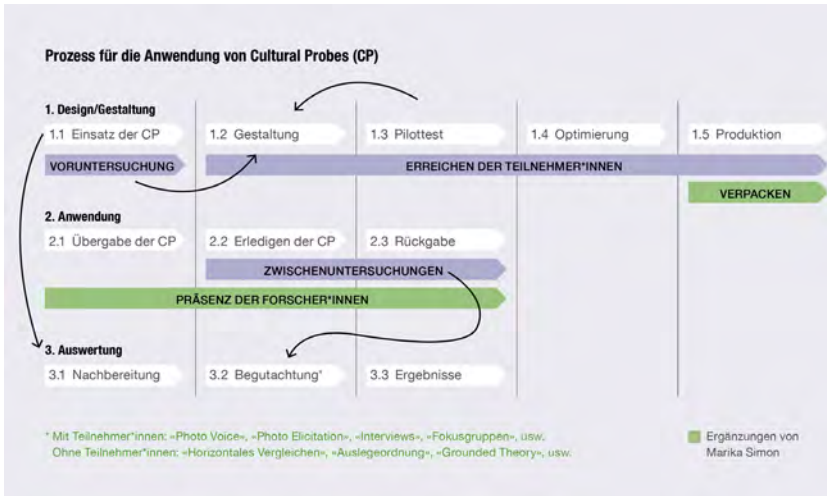 Prozess für die Anwendung von Cultural Probes (CP)
1. Design/Gestaltung
1.1 Einsatz der CP
1.2 Gestaltung
1.3 Pilottest
1.4 Optimierung
1.5 Produktion
VORUNTERSUCHUNG
ERREICHEN DER TEILNEHMER*INNEN
VERPACKEN
2. Anwendung
2.1 Übergabe der CP
2.2 Erledigen der CP
2.3 Rückgabe
ZWISCHENUNTERSUCHUNGEN
PRÄSENZ DER FORSCHER*INNEN
3. Auswertung
3.1 Nachbereitung
3.2 Begutachtung*
3.3 Ergebnisse
* Mit Teilnehmer*innen: «Photo Voice», «Photo Elicitation», «Interviews», «Fokusgruppen», usw.
Ohne Teilnehmer*innen: «Horizontales Vergleichen», «Auslegeordnung», «Grounded Theory», usw.
Ergänzungen von
Marika Simon